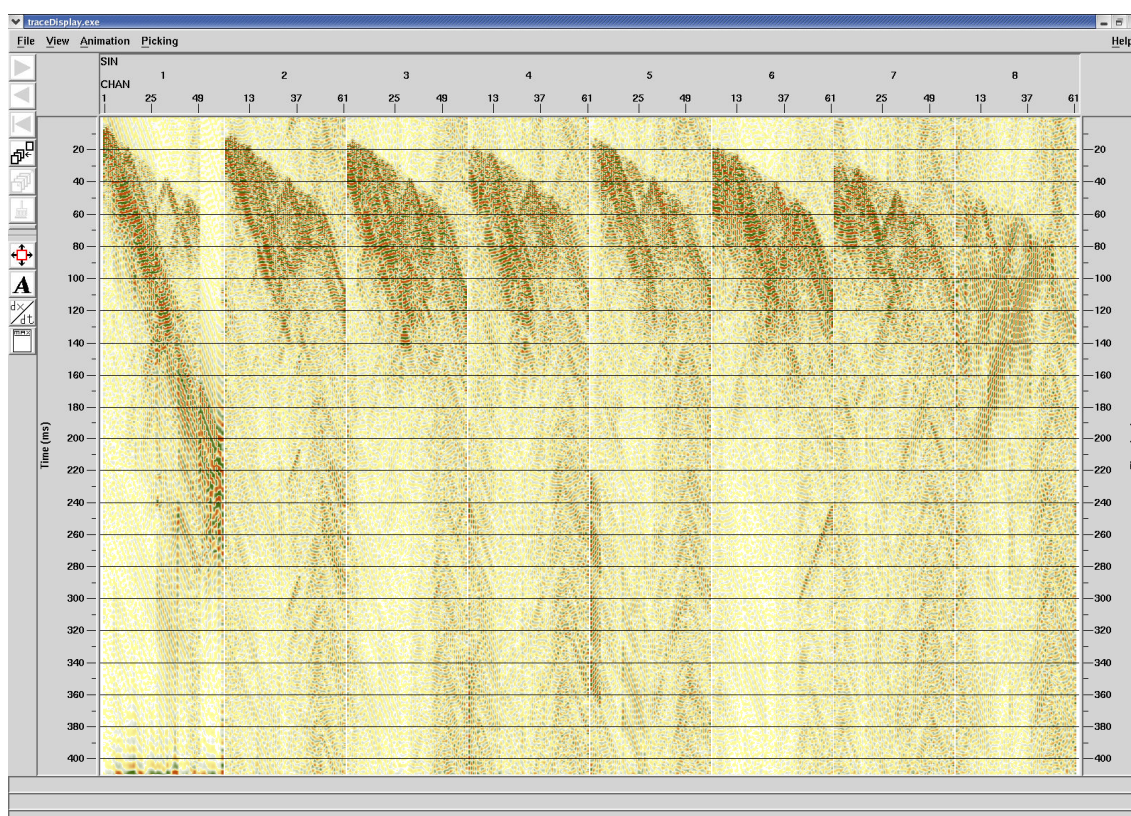 traceDisplay.exe
File View Animation Picking Help
SIN
1 2 3 4 5 6 7 8
CHAN
1 25 49 13 37 61 25 49 13 37 61 25 49 13 37 61 25 49 13 37 61
20 20
40 40
60 60
80 80
100 100
120 120
140 140
160 160
180 180
200 200
220 220
240 240
260 260
280 280
300 300
320 320
340 340
360 360
380 380
400 400
Time (ms)
A
dx/dt